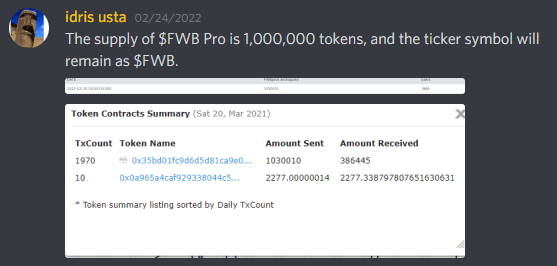 idris usta 02/24/2022
The supply of $FWB Pro is 1,000,000 tokens, and the ticker symbol will
remain as $FWB.
Token Contracts Summary (Sat 20, Mar 2021)
TxCount Token Name Amount Sent Amount Received
1970 0x35bd01fc9d6d5d81ca9e0... 1030010 386445
10 0x0a965a4caf929338044c5... 2277.00000014 2277.338797807651630631
* Token summary listing sorted by Daily TxCount